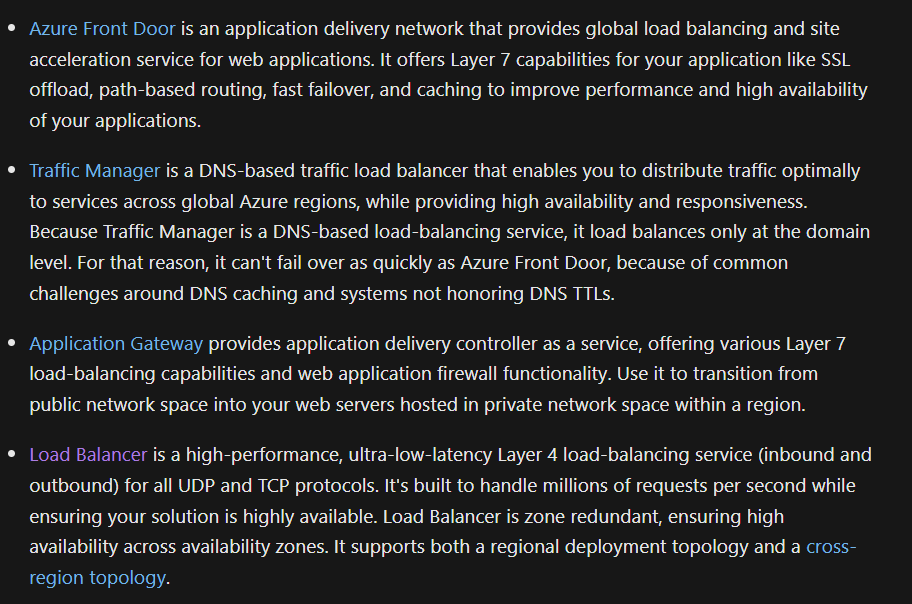 • Azure Front Door is an application delivery network that provides global load balancing and site
acceleration service for web applications. It offers Layer 7 capabilities for your application like SSL
offload, path-based routing, fast failover, and caching to improve performance and high availability
of your applications.
• Traffic Manager is a DNS-based traffic load balancer that enables you to distribute traffic optimally
to services across global Azure regions, while providing high availability and responsiveness.
Because Traffic Manager is a DNS-based load-balancing service, it load balances only at the domain
level. For that reason, it can't fail over as quickly as Azure Front Door, because of common
challenges around DNS caching and systems not honoring DNS TTLs.
• Application Gateway provides application delivery controller as a service, offering various Layer 7
load-balancing capabilities and web application firewall functionality. Use it to transition from
public network space into your web servers hosted in private network space within a region.
• Load Balancer is a high-performance, ultra-low-latency Layer 4 load-balancing service (inbound and
outbound) for all UDP and TCP protocols. It's built to handle millions of requests per second while
ensuring your solution is highly available. Load Balancer is zone redundant, ensuring high
availability across availability zones. It supports both a regional deployment topology and a cross-
region topology.